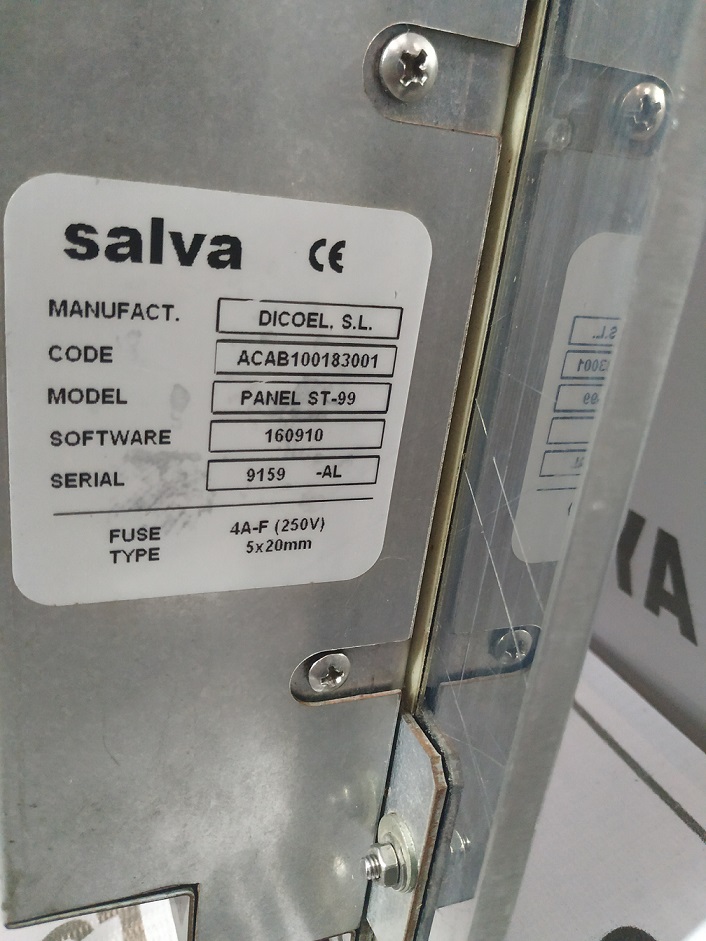 salva CE
MANUFACT. DICOEL, S.L.
CODE ACAB100183001
MODEL PANEL ST-99
SOFTWARE 160910
SERIAL 9159 -AL
FUSE TYPE 4A-F (250V)
5x20mm